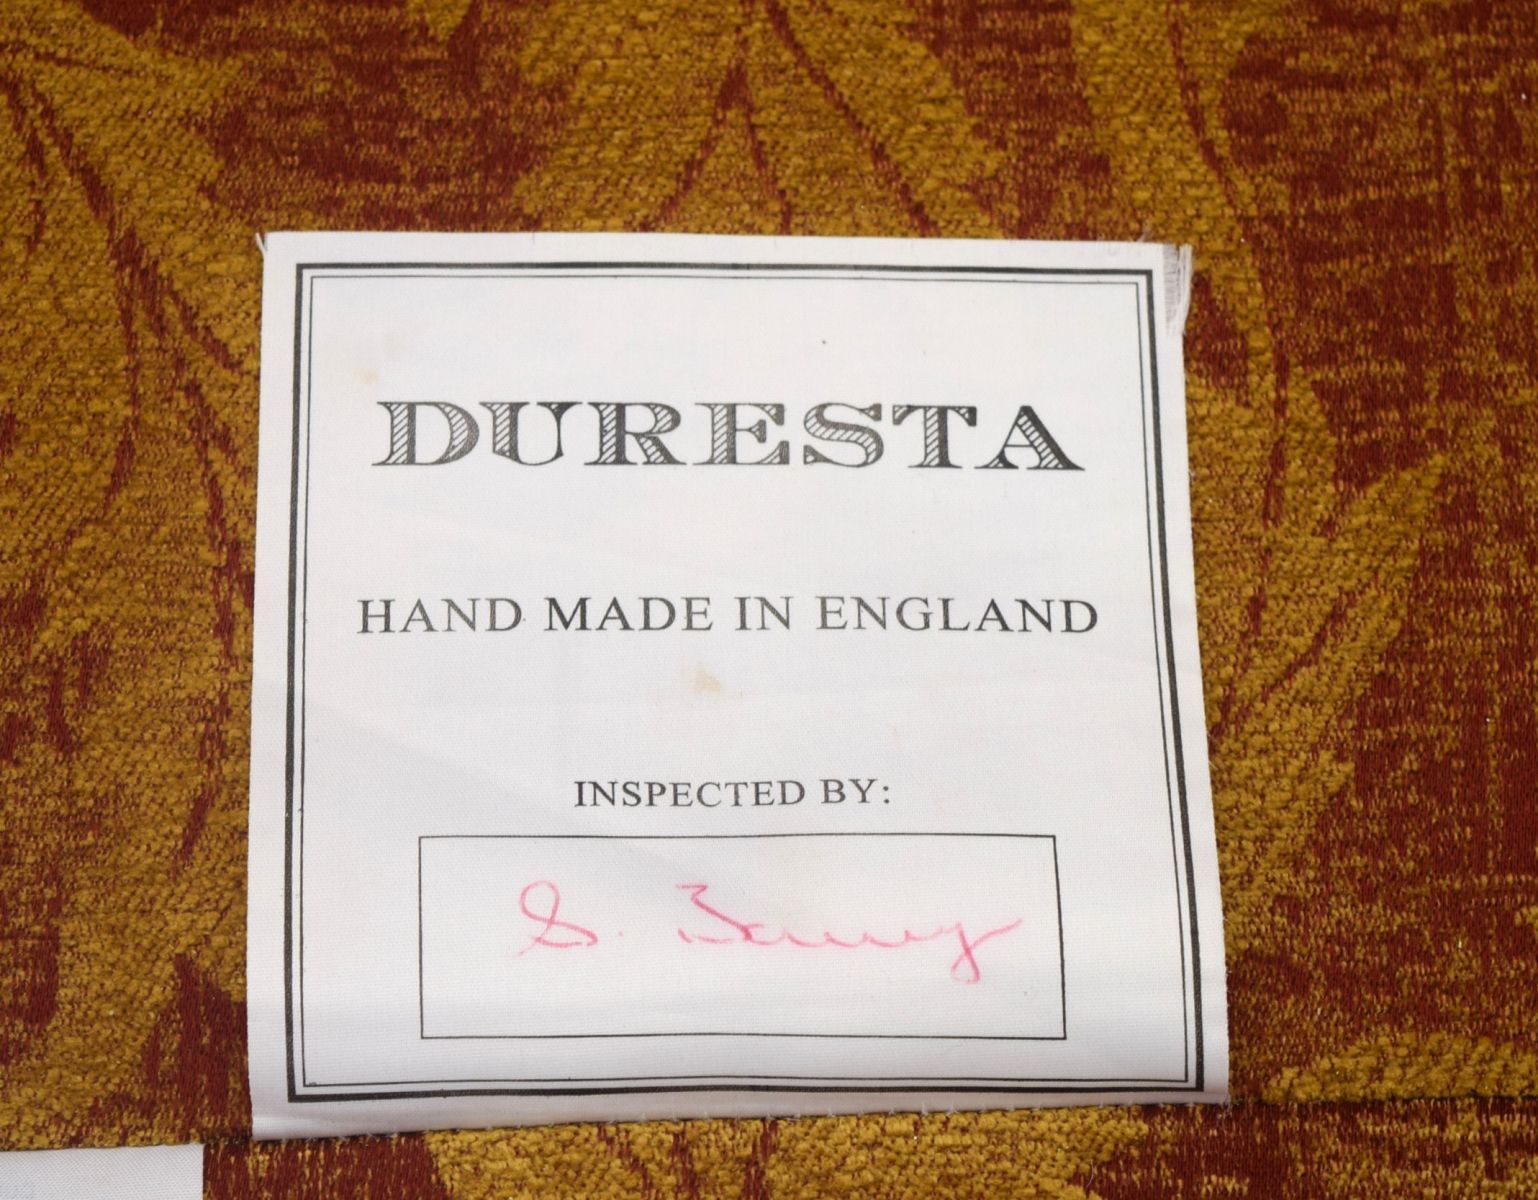 DURESTA
HAND MADE IN ENGLAND
INSPECTED BY:
S.